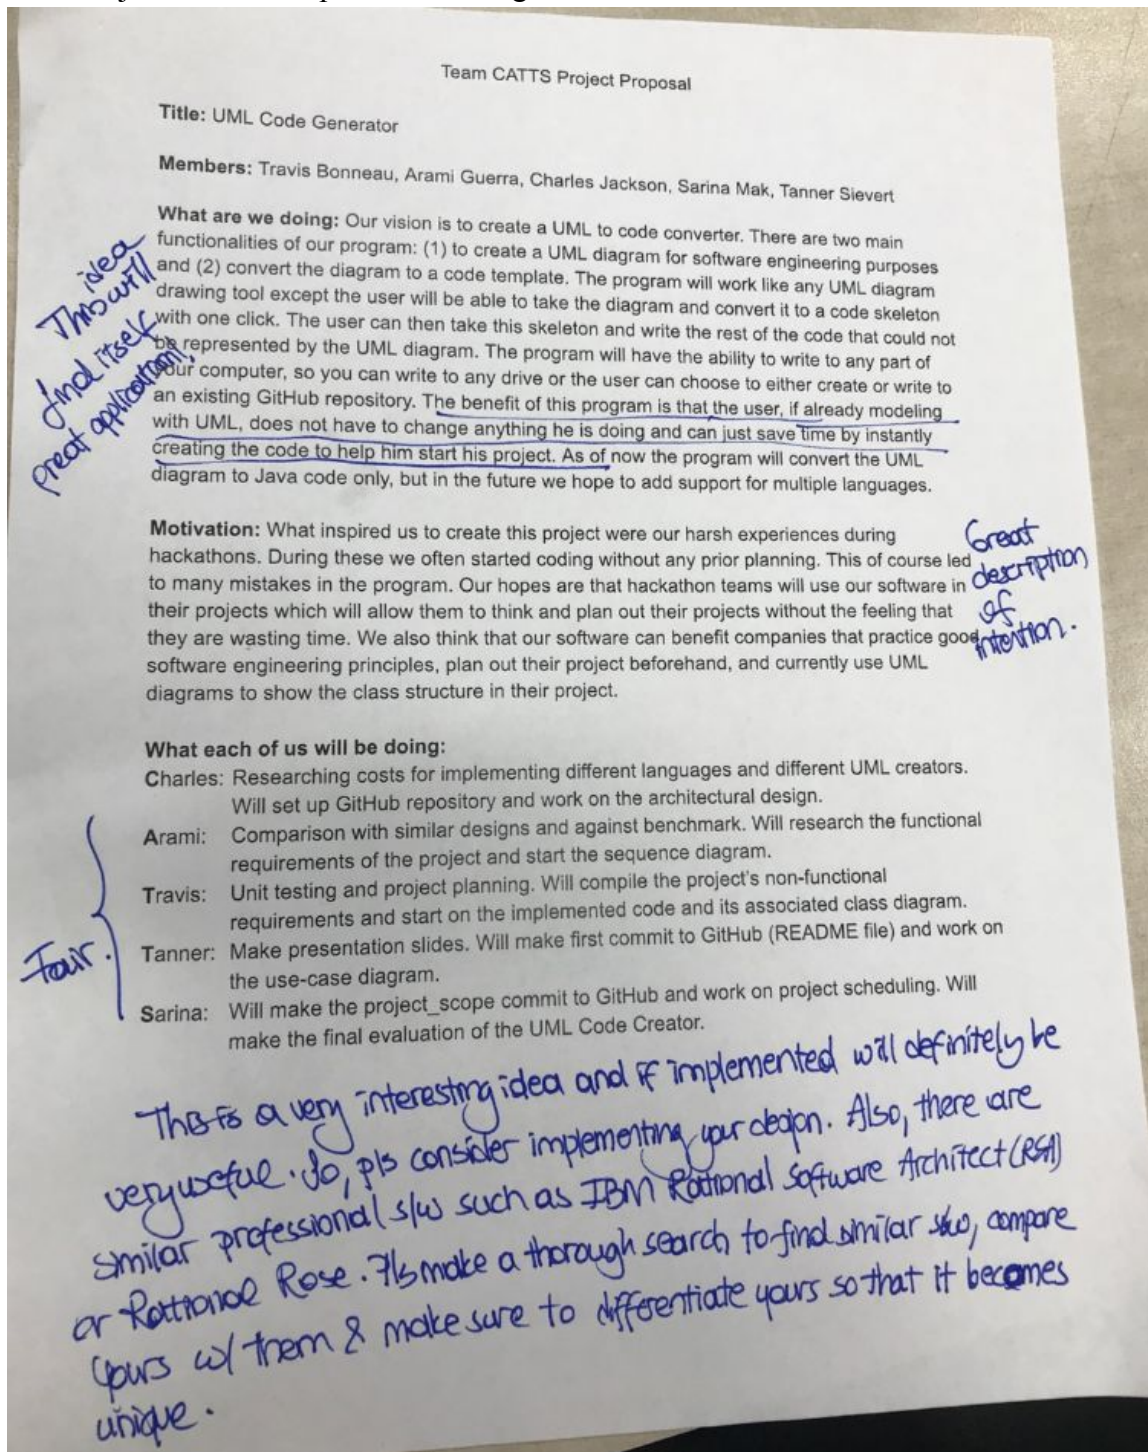 Team CATTS Project Proposal
Title: UML Code Generator
Members: Travis Bonneau, Arami Guerra, Charles Jackson, Sarina Mak, Tanner Sievert
What are we doing: Our vision is to create a UML to code converter. There are two main
functionalities of our program: (1) to create a UML diagram for software engineering purposes
and (2) convert the diagram to a code template. The program will work like any UML diagram
drawing tool except the user will be able to take the diagram and convert it to a code skeleton
with one click. The user can then take this skeleton and write the rest of the code that could not
be represented by the UML diagram. The program will have the ability to write to any part of
your computer, so you can write to any drive or the user can choose to either create or write to
an existing GitHub repository. The benefit of this program is that the user, if already modeling
with UML, does not have to change anything he is doing and can just save time by instantly
creating the code to help him start his project. As of now the program will convert the UML
diagram to Java code only, but in the future we hope to add support for multiple languages.
idea
This will
find itself
great application!
Motivation: What inspired us to create this project were our harsh experiences during
hackathons. During these we often started coding without any prior planning. This of course led
to many mistakes in the program. Our hopes are that hackathon teams will use our software in
their projects which will allow them to think and plan out their projects without the feeling that
they are wasting time. We also think that our software can benefit companies that practice good
software engineering principles, plan out their project beforehand, and currently use UML
diagrams to show the class structure in their project.
Great
description
of
intention.
What each of us will be doing:
Charles: Researching costs for implementing different languages and different UML creators.
Will set up GitHub repository and work on the architectural design.
Arami: Comparison with similar designs and against benchmark. Will research the functional
requirements of the project and start the sequence diagram.
Travis: Unit testing and project planning. Will compile the project's non-functional
requirements and start on the implemented code and its associated class diagram.
Tanner: Make presentation slides. Will make first commit to GitHub (README file) and work on
the use-case diagram.
Sarina: Will make the project_scope commit to GitHub and work on project scheduling. Will
make the final evaluation of the UML Code Creator.
Fair.
This is a very interesting idea and if implemented will definitely be
very useful. So, pls consider implementing your design. Also, there are
similar professional s/w such as IBM Rational Software Architect (RSA)
or Rational Rose. Pls make a thorough search to find similar s/w, compare
yours w/ them & make sure to differentiate yours so that it becomes
unique.